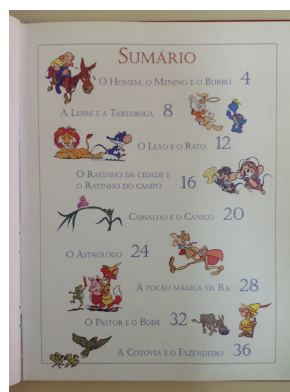 SUMÁRIO
O HOMEM, O MENINO E O BURRO 4
A LEBRE E A TARTARUGA 8
O LEÃO E O RATO 12
O RATINHO DA CIDADE E
O RATINHO DO CAMPO 16
CARVALHO E O CANIÇO 20
O ASTRÓLOGO 24
A POÇÃO MÁGICA DA RÃ 28
O PASTOR E O BODE 32
A COTOVIA E O FAZENDEIRO 36